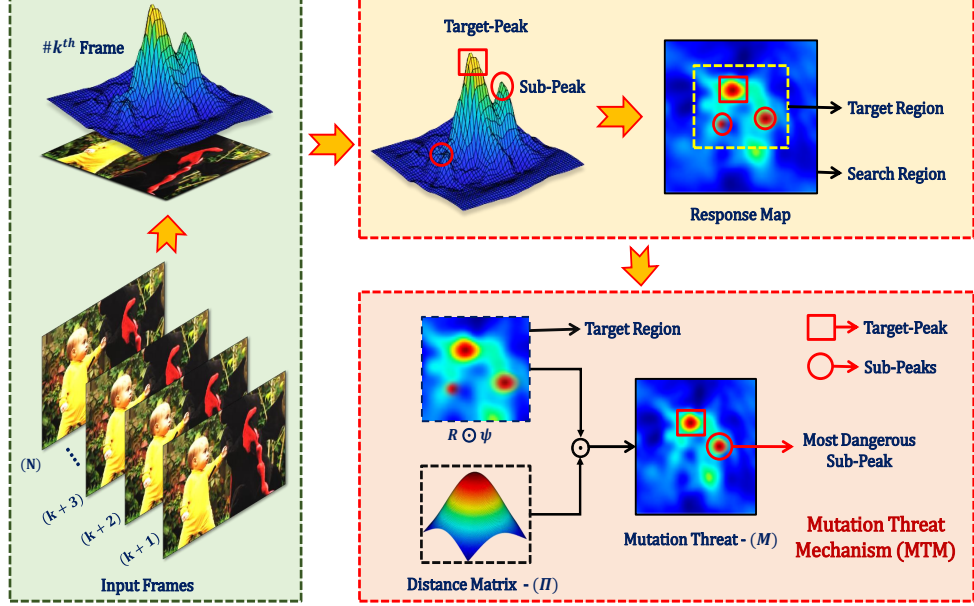 #kᵗʰ Frame
Target-Peak
Sub-Peak
Target Region
Search Region
Response Map
(N)
(k + 3)
(k + 2)
(k + 1)
Input Frames
Target Region
R ⊙ ψ
Distance Matrix - (Π)
Mutation Threat - (M)
Target-Peak
Sub-Peaks
Most Dangerous
Sub-Peak
Mutation Threat
Mechanism (MTM)